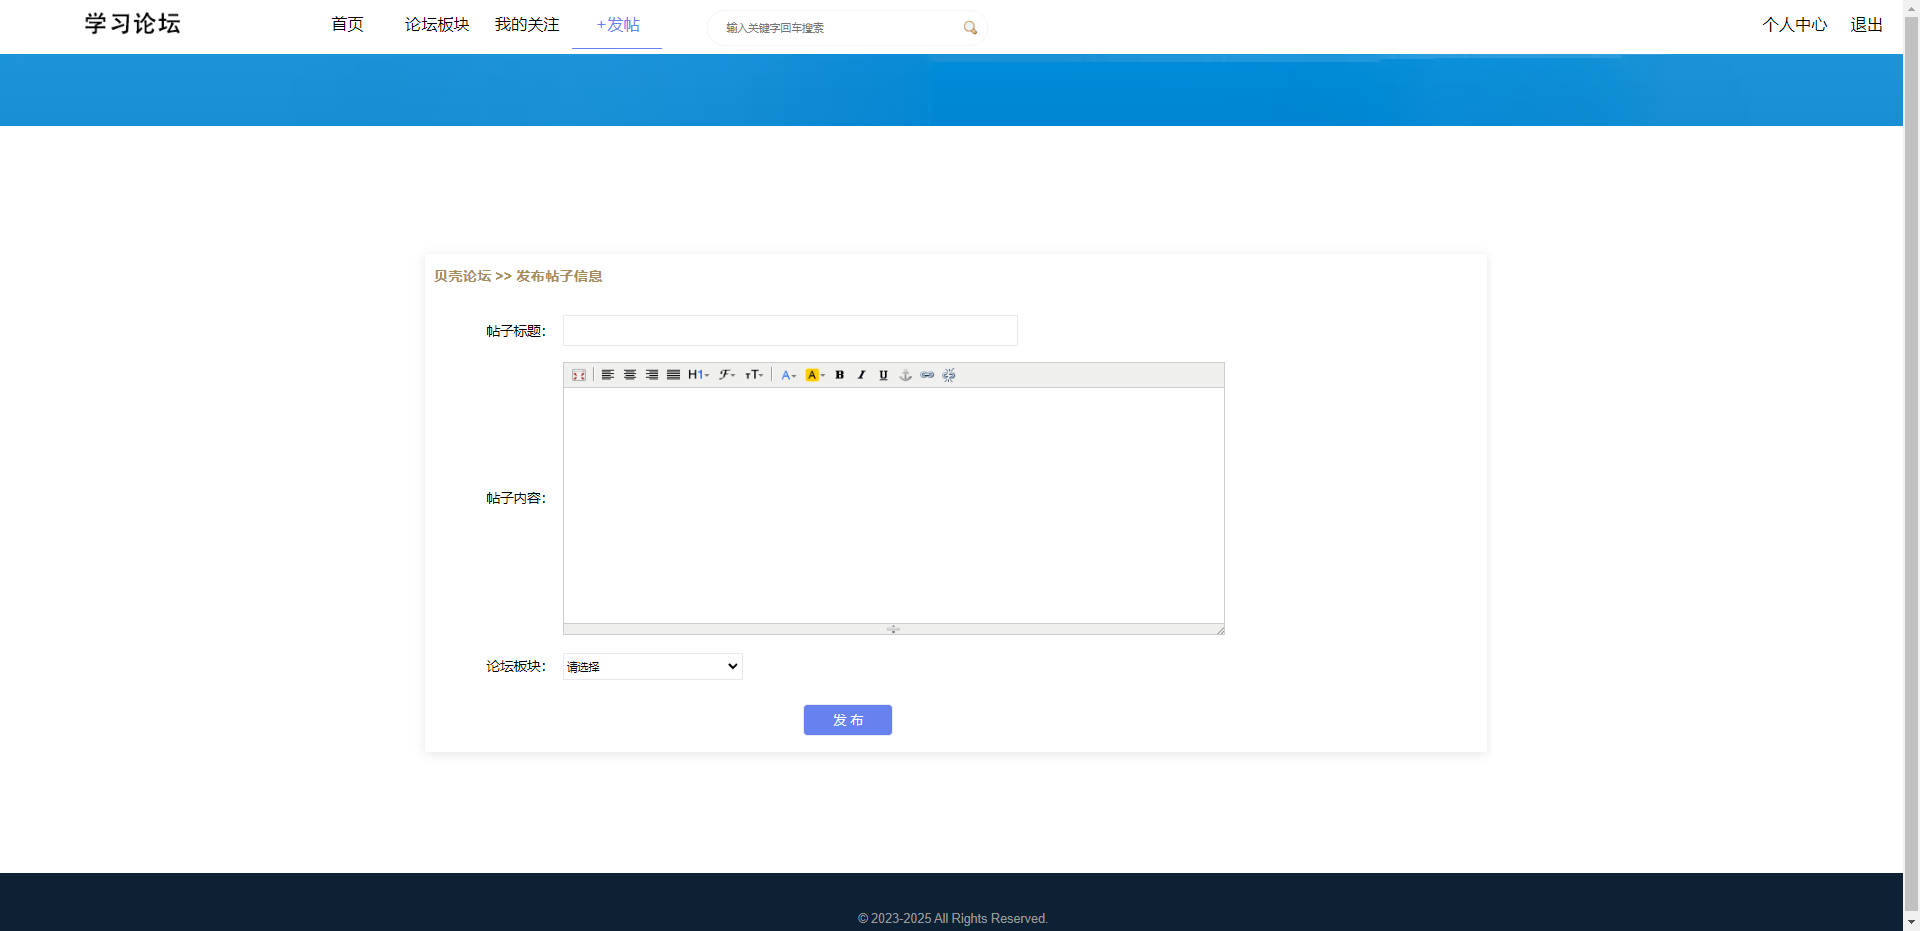 学习论坛
首页 论坛板块 我的关注 +发帖 输入关键字回车搜索 个人中心 退出
贝壳论坛 >> 发布帖子信息
帖子标题：
H1 F тT A A B I U
帖子内容：
论坛板块： 请选择
发 布
© 2023-2025 All Rights Reserved.